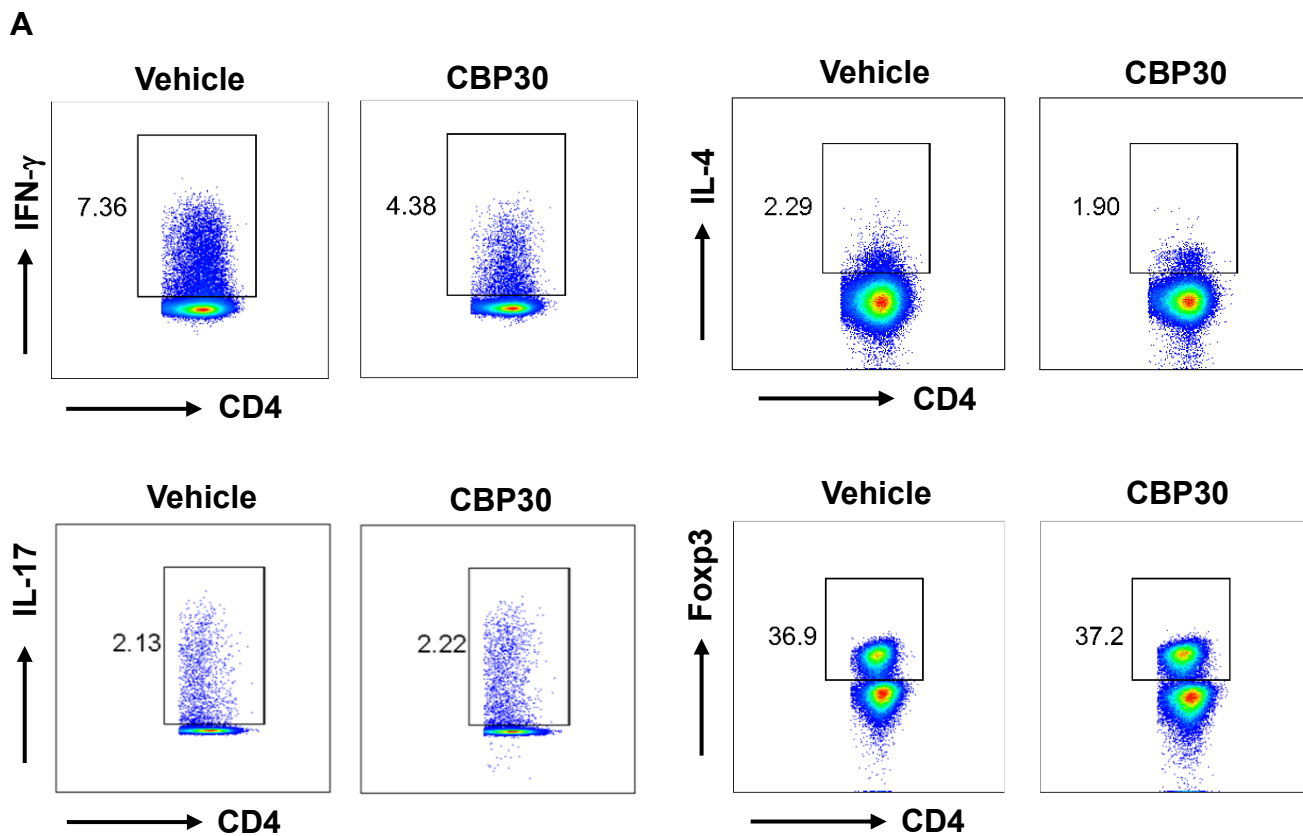 A
Vehicle
CBP30
IFN-γ
7.36
4.38
CD4
Vehicle
CBP30
IL-4
2.29
1.90
CD4
Vehicle
CBP30
IL-17
2.13
2.22
CD4
Vehicle
CBP30
Foxp3
36.9
37.2
CD4